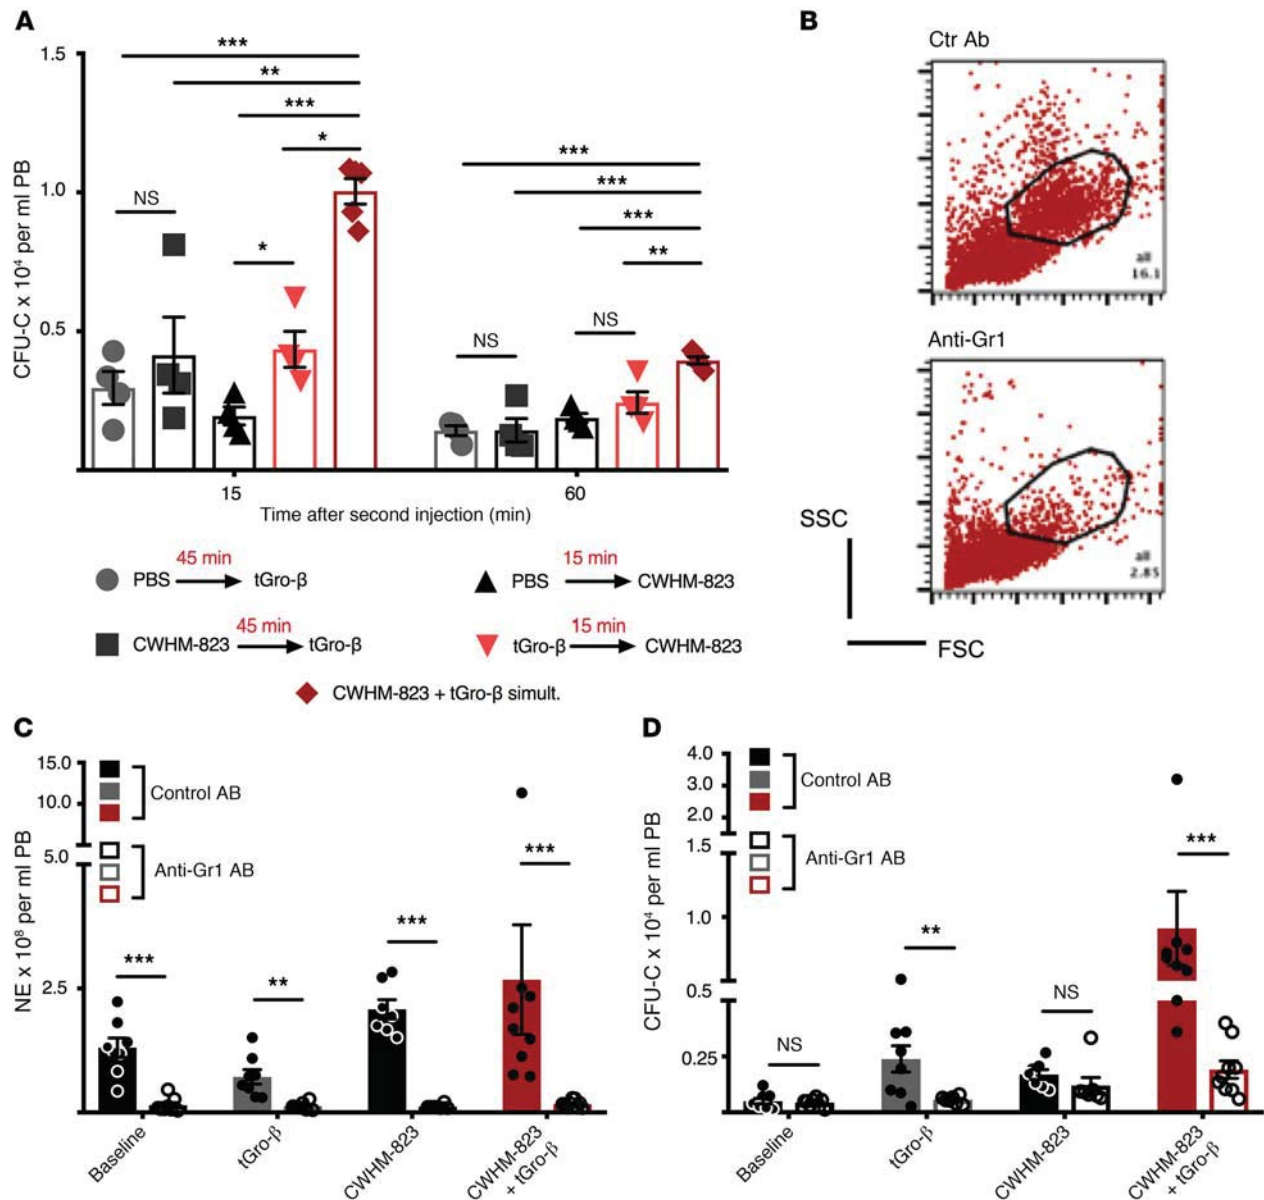 A
CFU-C x 10⁴ per ml PB
1.5
1.0
0.5
***
**
***
*
NS
*
***
***
***
**
NS
NS
15
60
Time after second injection (min)
PBS 45 min tGro-β
PBS 15 min CWHM-823
CWHM-823 45 min tGro-β
tGro-β 15 min CWHM-823
CWHM-823 + tGro-β simult.
B
Ctr Ab
all
16.1
Anti-Gr1
all
2.85
SSC
FSC
C
NE x 10⁸ per ml PB
15.0
10.0
5.0
2.5
Control AB
Anti-Gr1 AB
***
**
***
***
Baseline
tGro-β
CWHM-823
CWHM-823
+ tGro-β
D
CFU-C x 10⁴ per ml PB
4.0
3.0
2.0
1.5
1.0
0.5
0.25
Control AB
Anti-Gr1 AB
NS
**
NS
***
Baseline
tGro-β
CWHM-823
CWHM-823
+ tGro-β